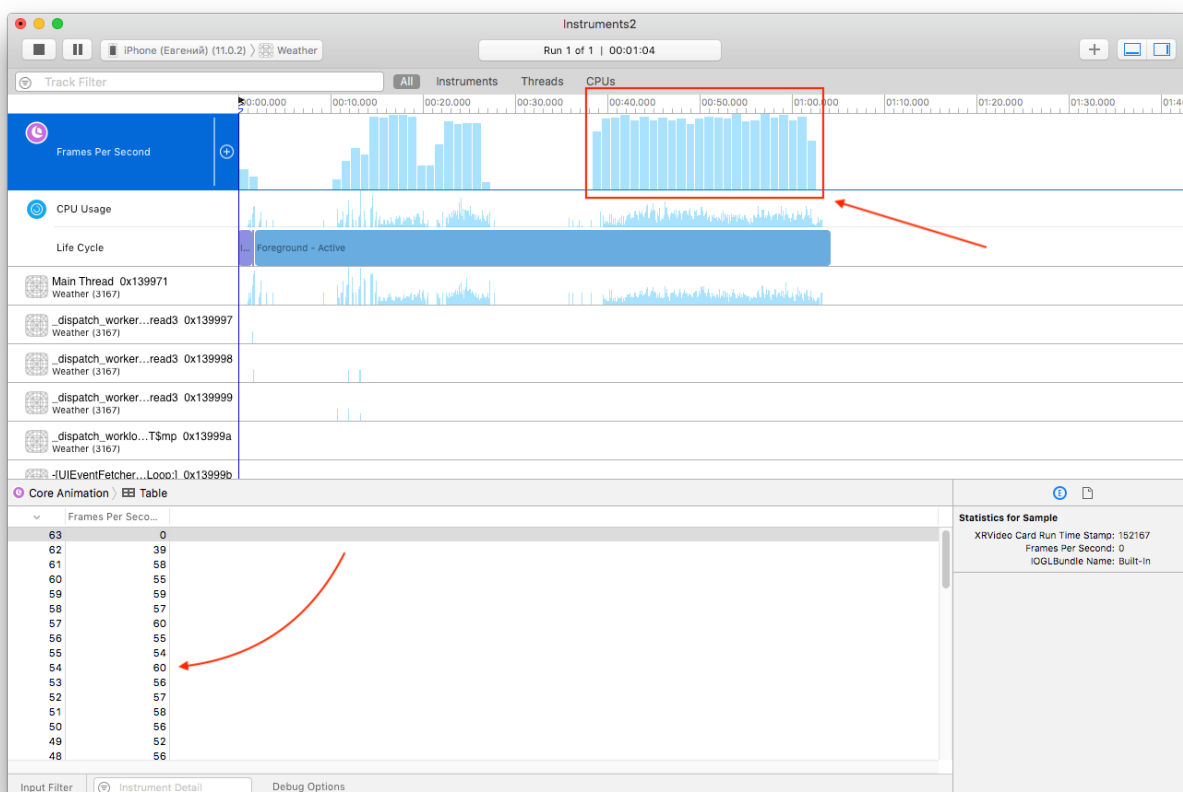 Instruments2
iPhone (Евгений) (11.0.2) 〉 Weather
Run 1 of 1 | 00:01:04
Track Filter
All Instruments Threads CPUs
00:00.000 00:10.000 00:20.000 00:30.000 00:40.000 00:50.000 01:00.000 01:10.000 01:20.000 01:30.000 01:4
Frames Per Second
CPU Usage
Life Cycle
I... Foreground - Active
Main Thread 0x139971
Weather (3167)
_dispatch_worker...read3 0x139997
Weather (3167)
_dispatch_worker...read3 0x139998
Weather (3167)
_dispatch_worker...read3 0x139999
Weather (3167)
_dispatch_worklo...T$mp 0x13999a
Weather (3167)
-[UIEventFetcher...Loop:] 0x13999b
Core Animation 〉 Table
Frames Per Seco...
63 0
62 39
61 58
60 55
59 59
58 57
57 60
56 55
55 54
54 60
53 56
52 57
51 58
50 56
49 52
48 56
E
Statistics for Sample
XRVideo Card Run Time Stamp: 152167
Frames Per Second: 0
IOGLBundle Name: Built-In
Input Filter Instrument Detail Debug Options